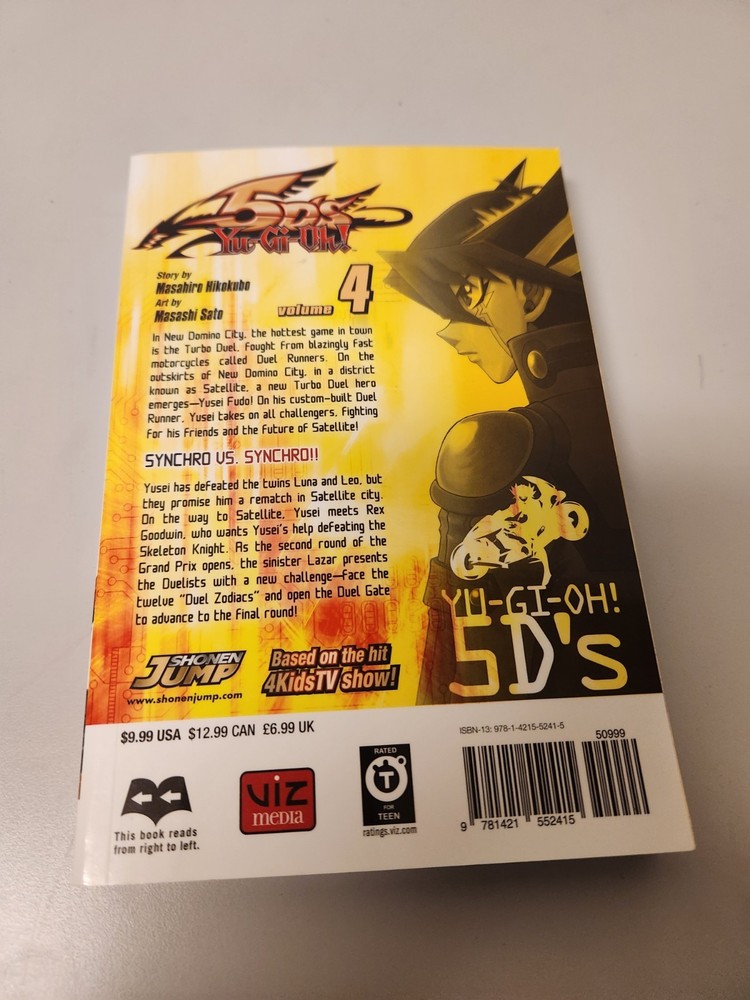 5D's
Yu-Gi-Oh!
Story by
Masahiro Hikokubo
Art by
Masashi Sato
volume 4
In New Domino City, the hottest game in town
is the Turbo Duel, fought from blazingly fast
motorcycles called Duel Runners. On the
outskirts of New Domino City, in a district
known as Satellite, a new Turbo Duel hero
emerges—Yusei Fudo! On his custom-built Duel
Runner, Yusei takes on all challengers, fighting
for his friends and the future of Satellite!
SYNCHRO VS. SYNCHRO!!
Yusei has defeated the twins Luna and Leo, but
they promise him a rematch in Satellite city.
On the way to Satellite, Yusei meets Rex
Goodwin, who wants Yusei's help defeating the
Skeleton Knight. As the second round of the
Grand Prix opens, the sinister Lazar presents
the Duelists with a new challenge—face the
twelve "Duel Zodiacs" and open the Duel Gate
to advance to the final round!
YU-GI-OH!
5D's
SHONEN
JUMP
www.shonenjump.com
Based on the hit
4KidsTV show!
$9.99 USA $12.99 CAN £6.99 UK
ISBN-13: 978-1-4215-5241-5
50999
9 781421 552415
This book reads
from right to left.
VIZ
MEDIA
RATED
T
FOR
TEEN
ratings.viz.com